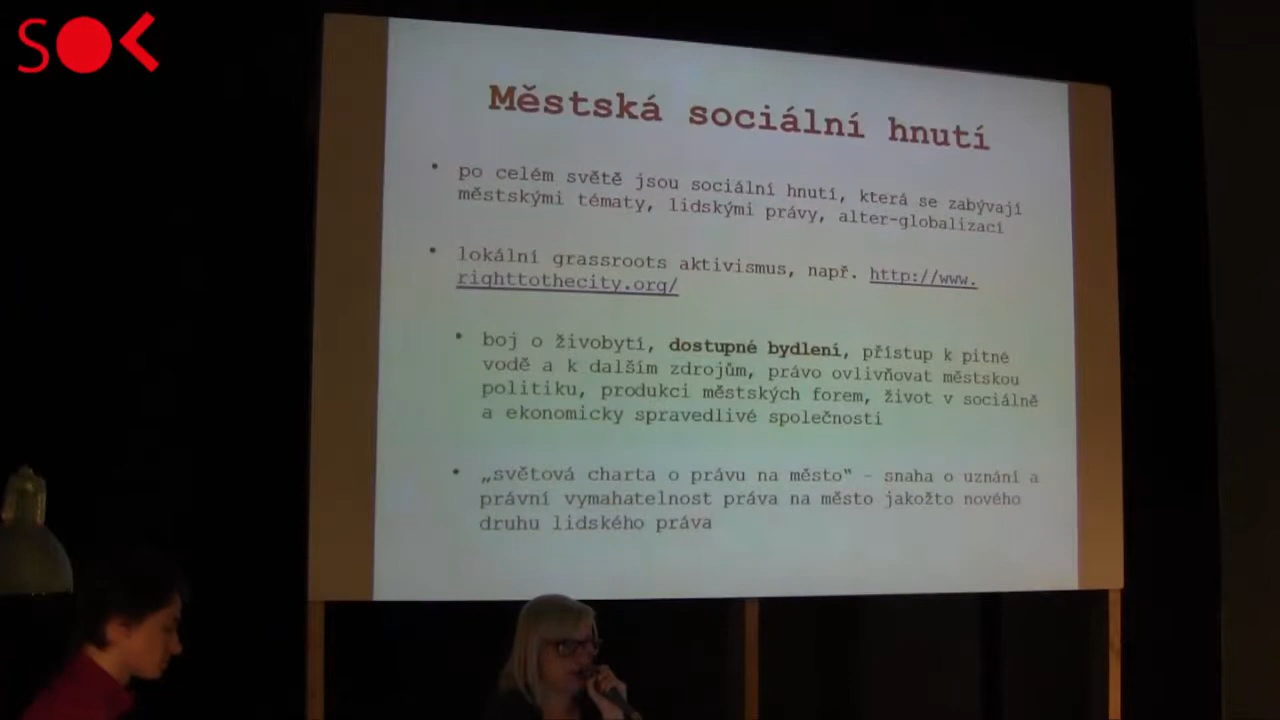 SOK
Městská sociální hnutí
• po celém světě jsou sociální hnutí, která se zabývají
městskými tématy, lidskými právy, alter-globalizací
• lokální grassroots aktivismus, např. http://www.
righttothecity.org/
• boj o živobytí, dostupné bydlení, přístup k pitné
vodě a k dalším zdrojům, právo ovlivňovat městskou
politiku, produkci městských forem, život v sociálně
a ekonomicky spravedlivé společnosti
• „světová charta o právu na město“ – snaha o uznání a
právní vymahatelnost práva na město jakožto nového
druhu lidského práva